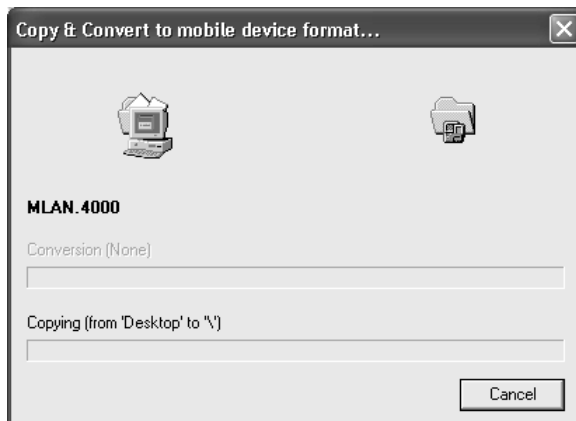 Copy & Convert to mobile device format...
MLAN.4000
Conversion (None)
Copying (from 'Desktop' to '\')
Cancel